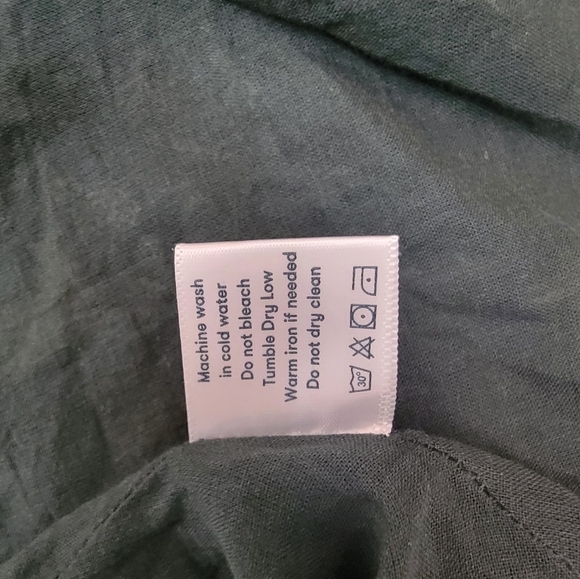 Machine wash
in cold water
Do not bleach
Tumble Dry Low
Warm iron if needed
Do not dry clean
30°